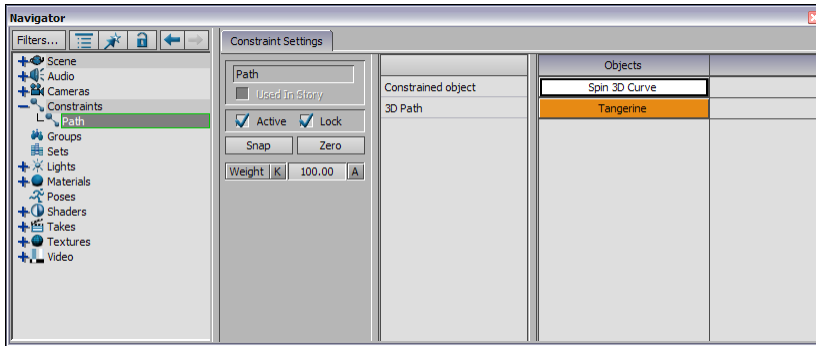 Navigator
Filters...
Scene
Audio
Cameras
Constraints
Path
Groups
Sets
Lights
Materials
Poses
Shaders
Takes
Textures
Video
Constraint Settings
Path
Used In Story
Active Lock
Snap Zero
Weight K 100.00 A
Objects
Constrained object Spin 3D Curve
3D Path Tangerine